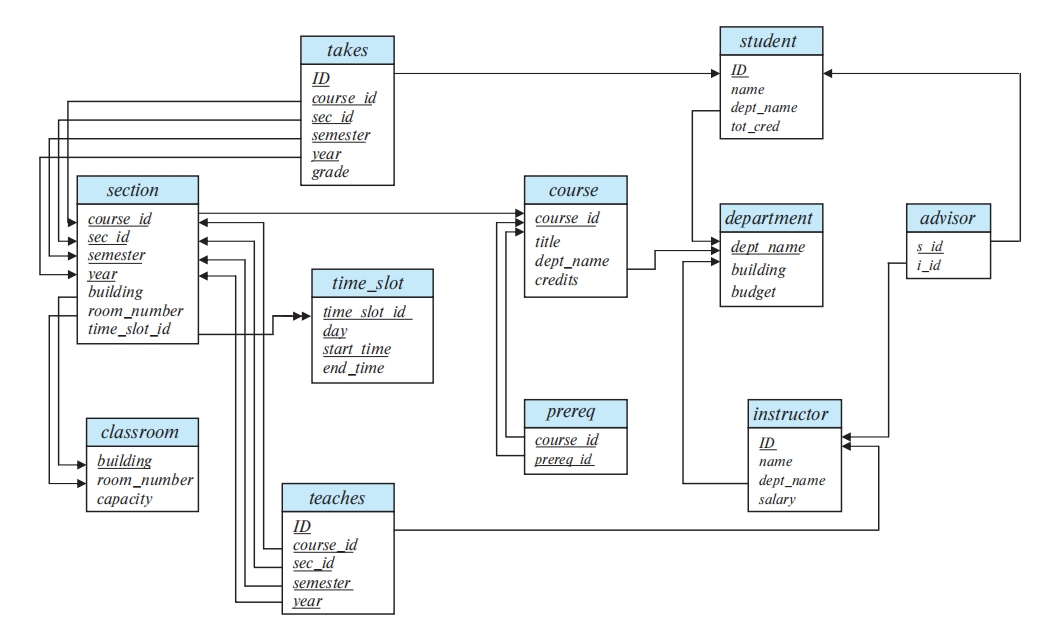 takes
ID
course_id
sec_id
semester
year
grade
student
ID
name
dept_name
tot_cred
section
course_id
sec_id
semester
year
building
room_number
time_slot_id
course
course_id
title
dept_name
credits
department
dept_name
building
budget
advisor
s_id
i_id
time_slot
time_slot_id
day
start_time
end_time
prereq
course_id
prereq_id
instructor
ID
name
dept_name
salary
classroom
building
room_number
capacity
teaches
ID
course_id
sec_id
semester
year